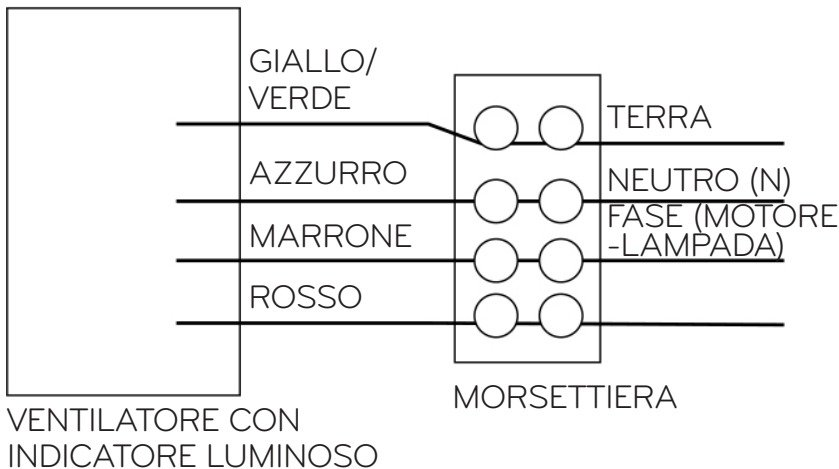 GIALLO/
VERDE
TERRA
AZZURRO
NEUTRO (N)
FASE (MOTORE
-LAMPADA)
MARRONE
ROSSO
MORSETTIERA
VENTILATORE CON
INDICATORE LUMINOSO